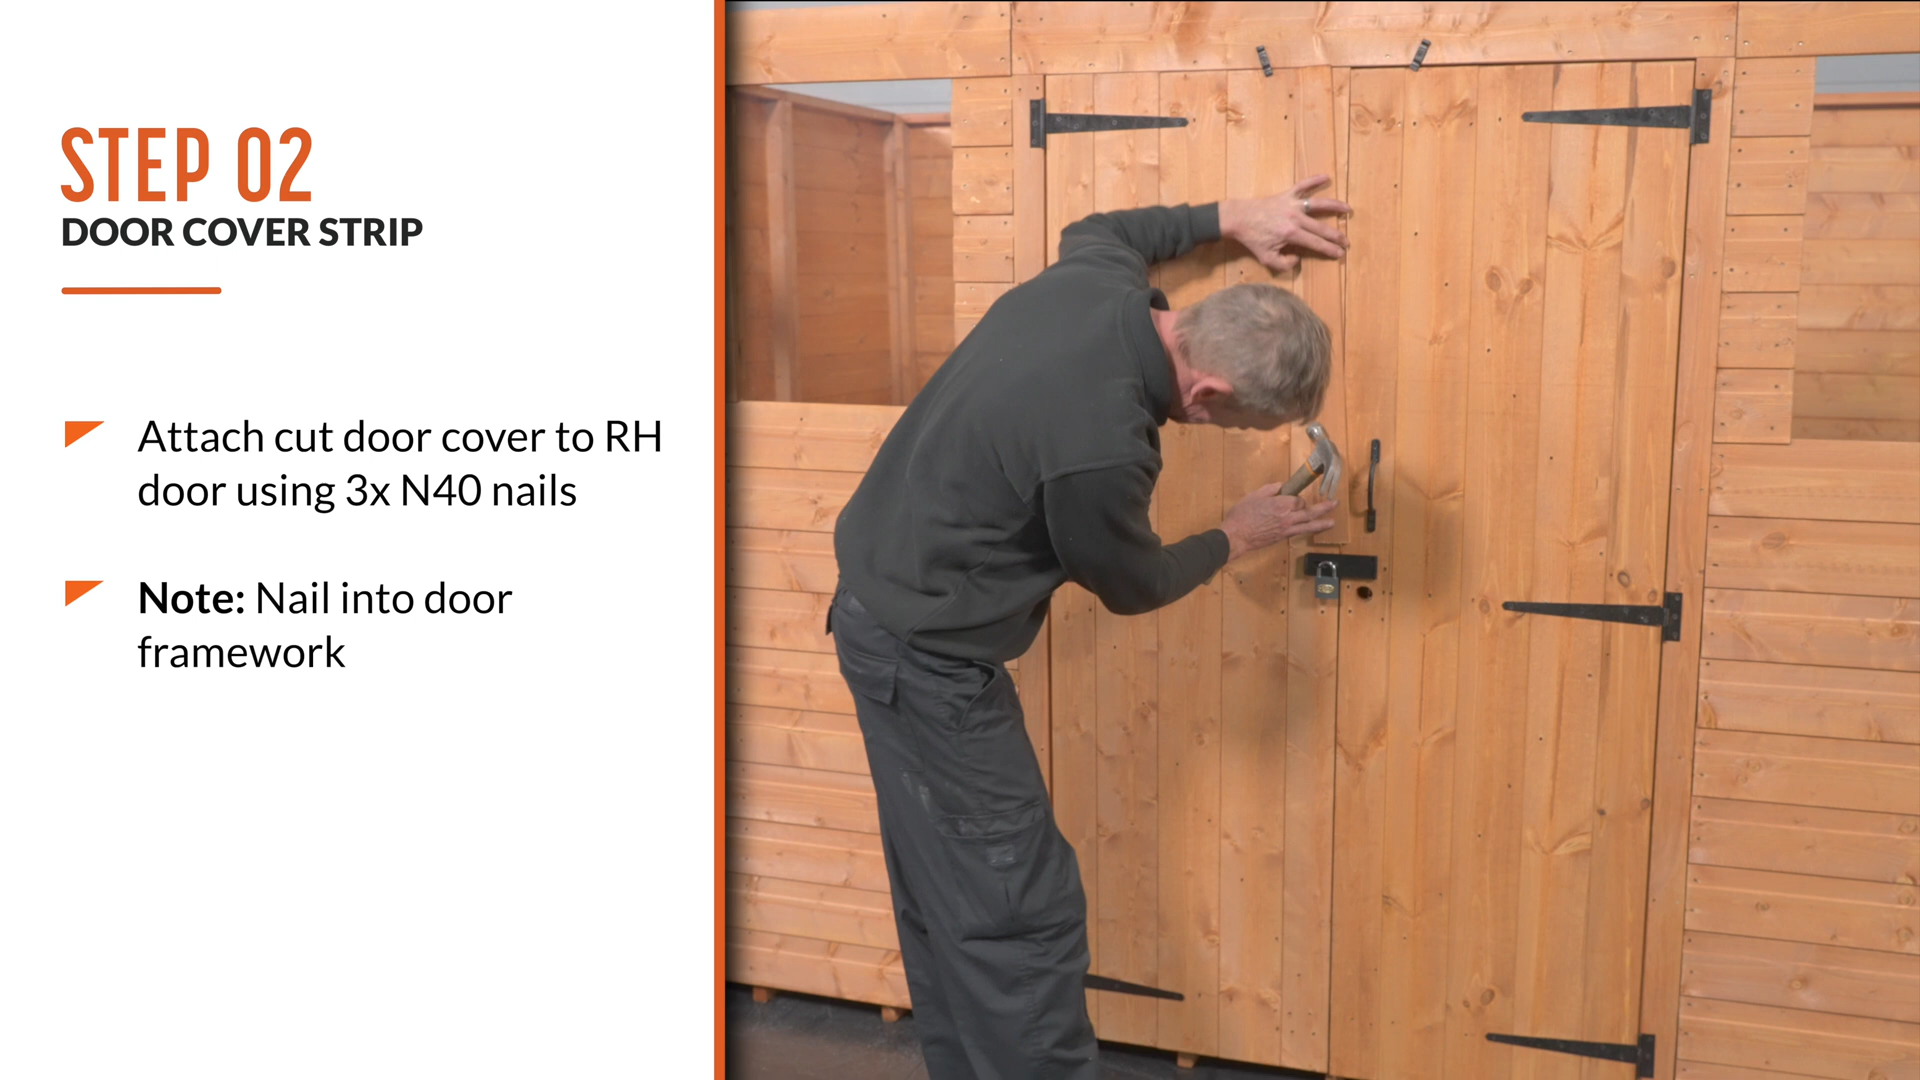 STEP 02
DOOR COVER STRIP
Attach cut door cover to RH
door using 3x N40 nails
Note: Nail into door
framework